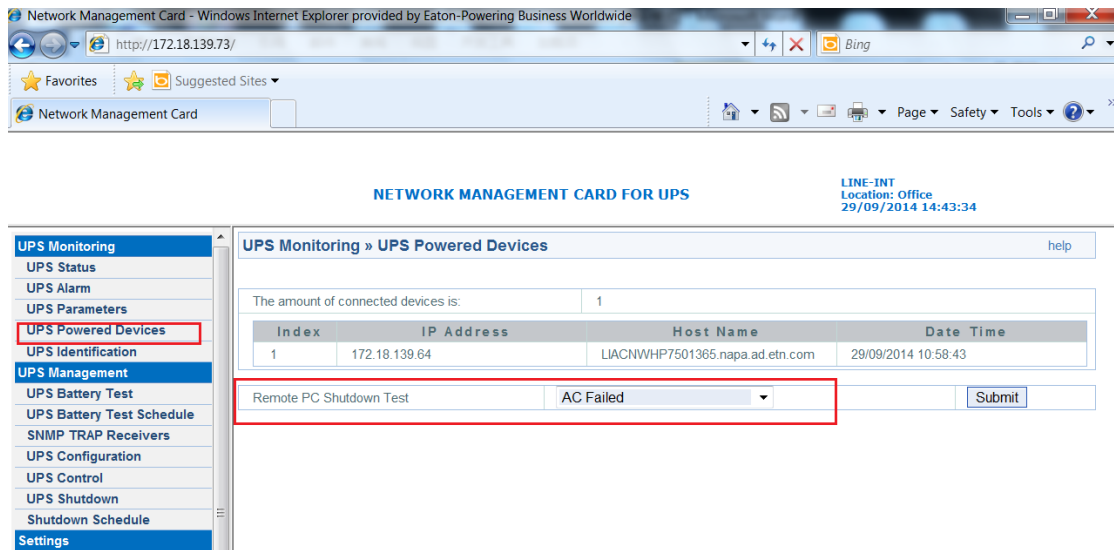 Network Management Card - Windows Internet Explorer provided by Eaton-Powering Business Worldwide
http://172.18.139.73/
Bing
Favorites Suggested Sites
Network Management Card Page Safety Tools
NETWORK MANAGEMENT CARD FOR UPS
LINE-INT
Location: Office
29/09/2014 14:43:34
UPS Monitoring
UPS Status
UPS Alarm
UPS Parameters
UPS Powered Devices
UPS Identification
UPS Management
UPS Battery Test
UPS Battery Test Schedule
SNMP TRAP Receivers
UPS Configuration
UPS Control
UPS Shutdown
Shutdown Schedule
Settings
UPS Monitoring » UPS Powered Devices help
The amount of connected devices is: 1
Index IP Address Host Name Date Time
1 172.18.139.64 LIACNWHP7501365.napa.ad.etn.com 29/09/2014 10:58:43
Remote PC Shutdown Test AC Failed Submit